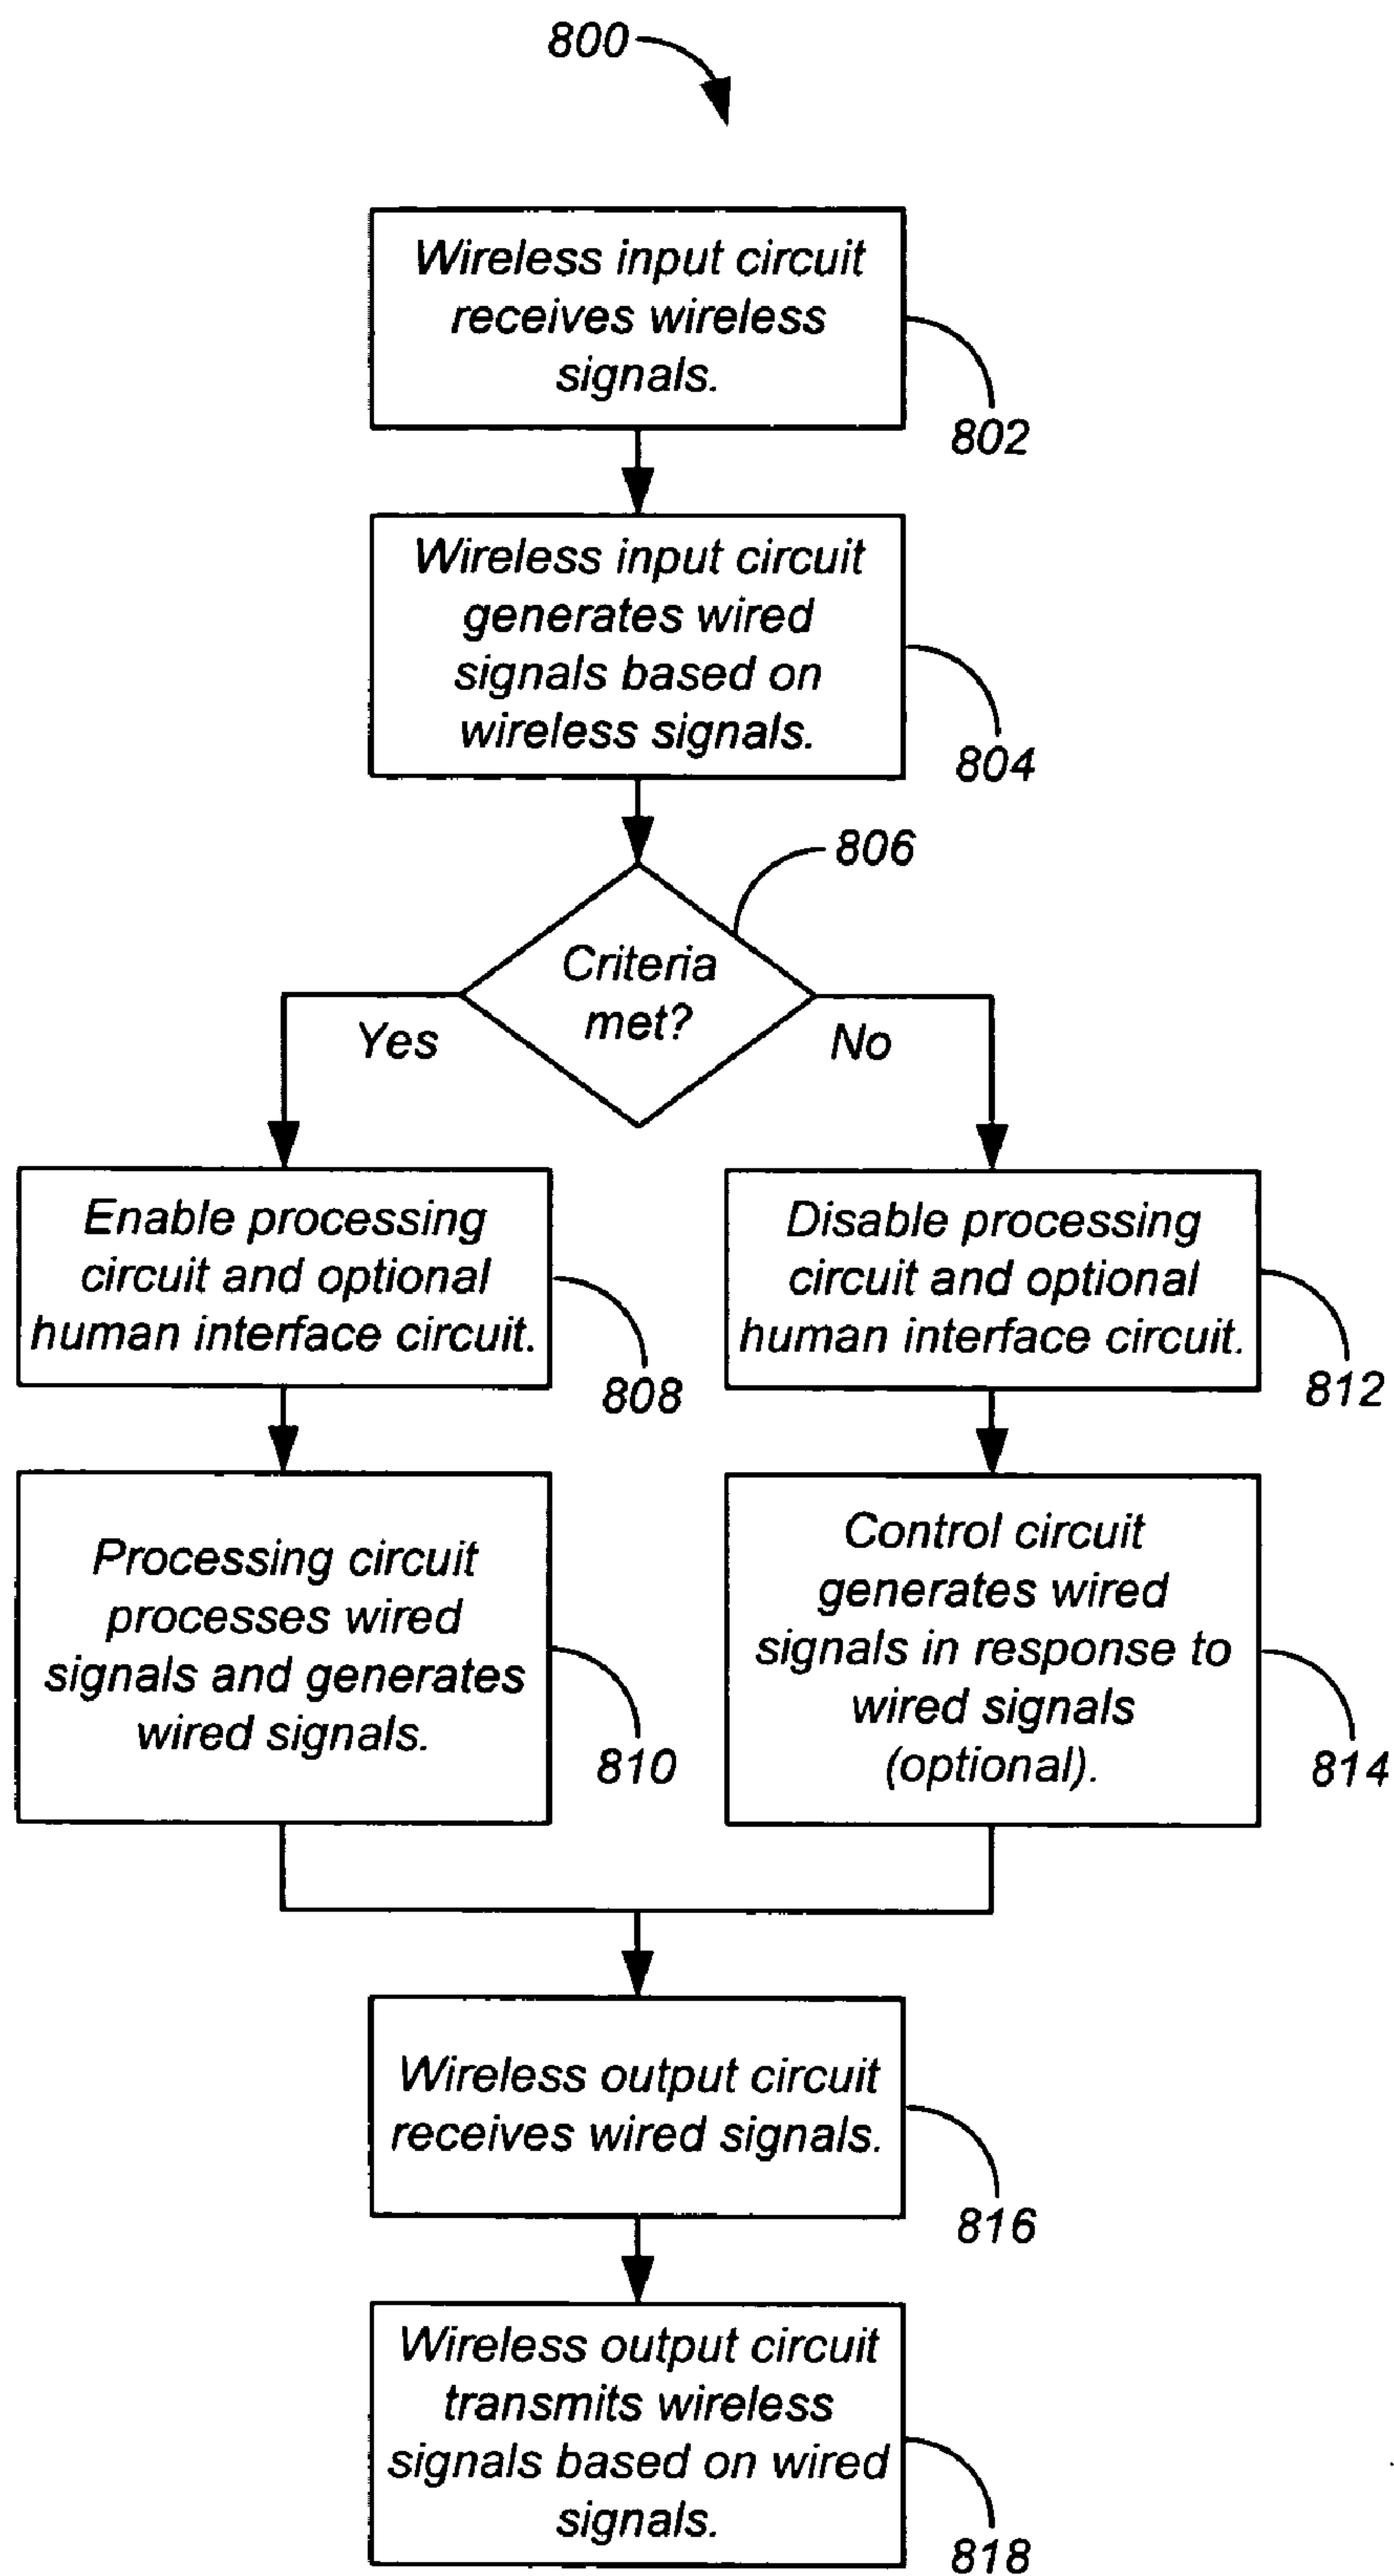 800
Wireless input circuit
receives wireless
signals.
802
Wireless input circuit
generates wired
signals based on
wireless signals.
804
806
Criteria
met?
Yes
No
Enable processing
circuit and optional
human interface circuit.
808
Disable processing
circuit and optional
human interface circuit.
812
Processing circuit
processes wired
signals and generates
wired signals.
810
Control circuit
generates wired
signals in response to
wired signals
(optional).
814
Wireless output circuit
receives wired signals.
816
Wireless output circuit
transmits wireless
signals based on wired
signals.
818